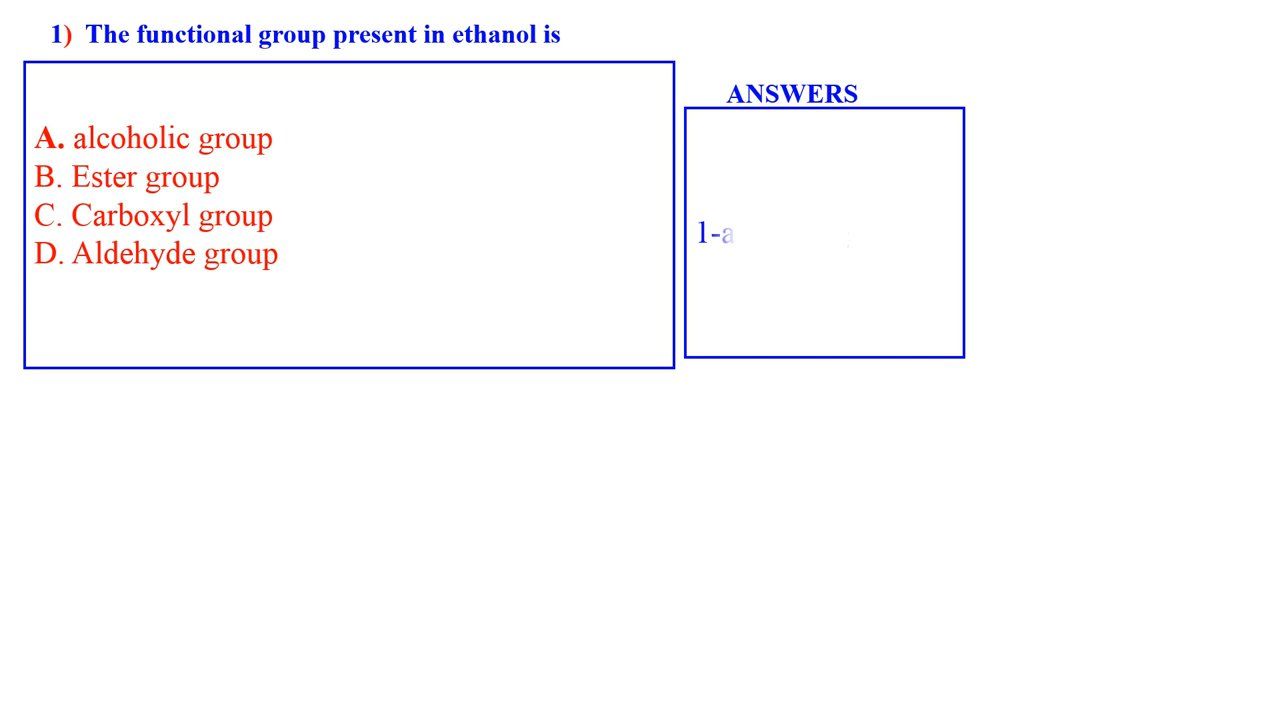 1) The functional group present in ethanol is
A. alcoholic group
B. Ester group
C. Carboxyl group
D. Aldehyde group
ANSWERS
1-a